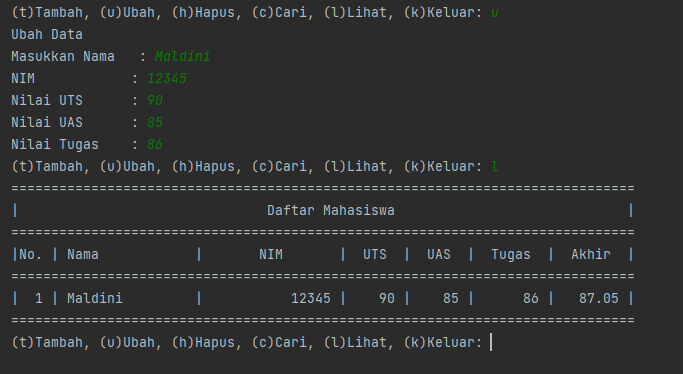 (t)Tambah, (u)Ubah, (h)Hapus, (c)Cari, (l)Lihat, (k)Keluar: u
Ubah Data
Masukkan Nama   : Maldini
NIM            : 12345
Nilai UTS      : 90
Nilai UAS      : 85
Nilai Tugas    : 86
(t)Tambah, (u)Ubah, (h)Hapus, (c)Cari, (l)Lihat, (k)Keluar: l
==============================================================================
|                               Daftar Mahasiswa                             |
==============================================================================
|No. | Nama            |       NIM       |  UTS  |  UAS  |  Tugas  |  Akhir  |
==============================================================================
|  1 | Maldini         |           12345 |    90 |    85 |      86 |   87.05 |
==============================================================================
(t)Tambah, (u)Ubah, (h)Hapus, (c)Cari, (l)Lihat, (k)Keluar: